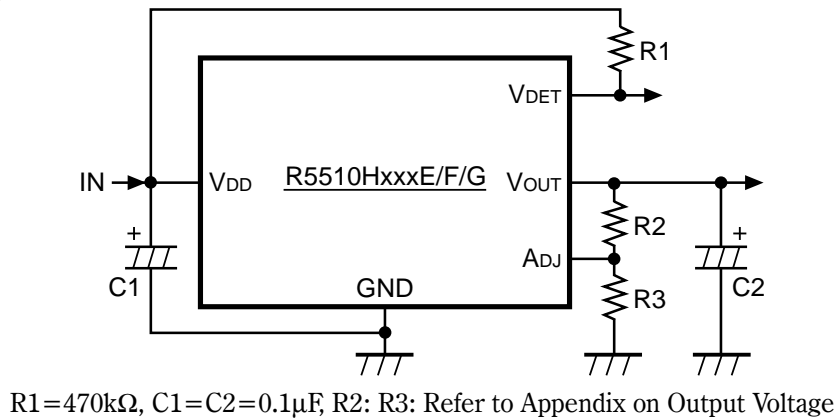 R1
VDET
IN
VDD
R5510HxxxE/F/G
VOUT
R2
ADJ
+
C1
GND
R3
+
C2
R1=470kΩ, C1=C2=0.1µF, R2: R3: Refer to Appendix on Output Voltage